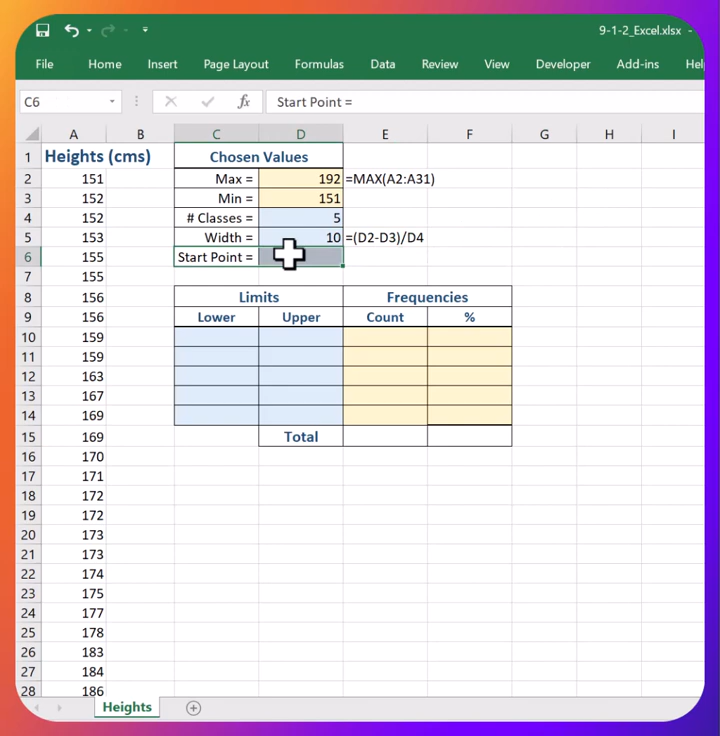 9-1-2_Excel.xlsx -
File Home Insert Page Layout Formulas Data Review View Developer Add-ins Hel
C6 fx Start Point =
A B C D E F G H I
1 Heights (cms) Chosen Values
2 151 Max = 192 =MAX(A2:A31)
3 152 Min = 151
4 152 # Classes = 5
5 153 Width = 10 =(D2-D3)/D4
6 155 Start Point =
7 155
8 156 Limits Frequencies
9 156 Lower Upper Count %
10 159
11 159
12 163
13 167
14 169
15 169 Total
16 170
17 171
18 172
19 172
20 173
21 173
22 174
23 175
24 177
25 178
26 183
27 184
28 186
Heights